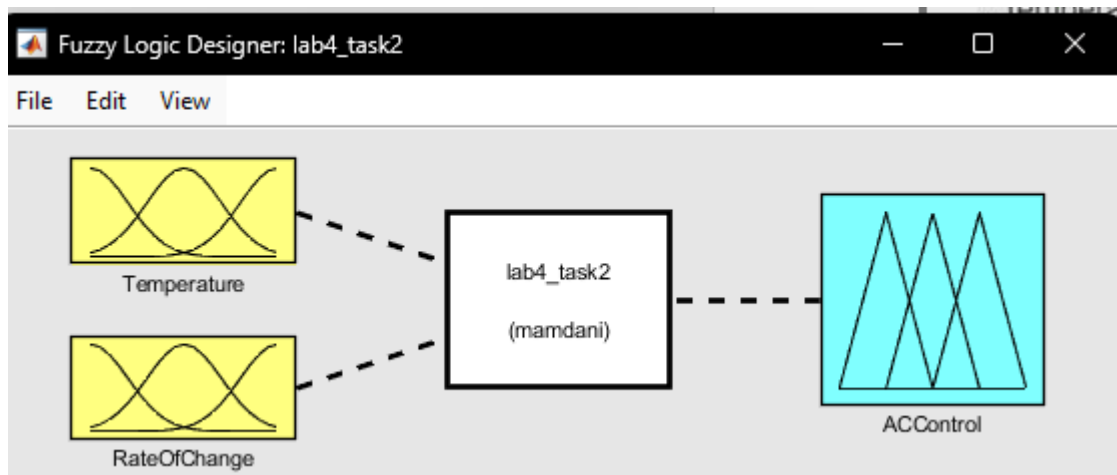 Fuzzy Logic Designer: lab4_task2
File Edit View
Temperature
lab4_task2
(mamdani)
RateOfChange
ACControl